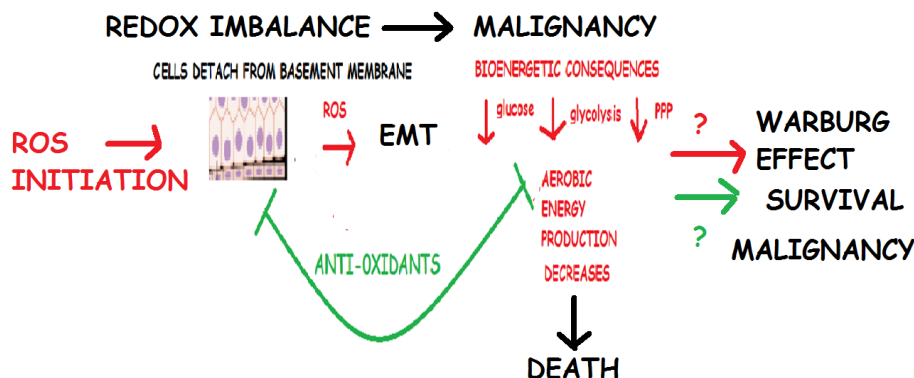 REDOX IMBALANCE MALIGNANCY
CELLS DETACH FROM BASEMENT MEMBRANE
BIOENERGETIC CONSEQUENCES
ROS
INITIATION
ROS
EMT
glucose
glycolysis
PPP
?
WARBURG
EFFECT
SURVIVAL
?
MALIGNANCY
AEROBIC
ENERGY
PRODUCTION
DECREASES
ANTI-OXIDANTS
DEATH